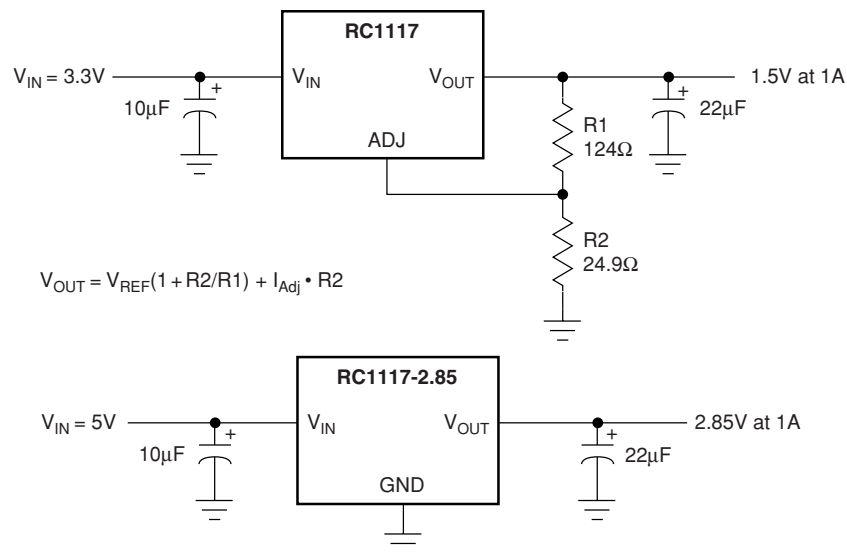 RC1117
V_IN = 3.3V
V_IN
V_OUT
1.5V at 1A
10µF
+
ADJ
R1
124Ω
+
22µF
R2
24.9Ω
V_OUT = V_REF(1 + R2/R1) + I_Adj • R2
RC1117-2.85
V_IN = 5V
V_IN
V_OUT
2.85V at 1A
10µF
+
GND
+
22µF